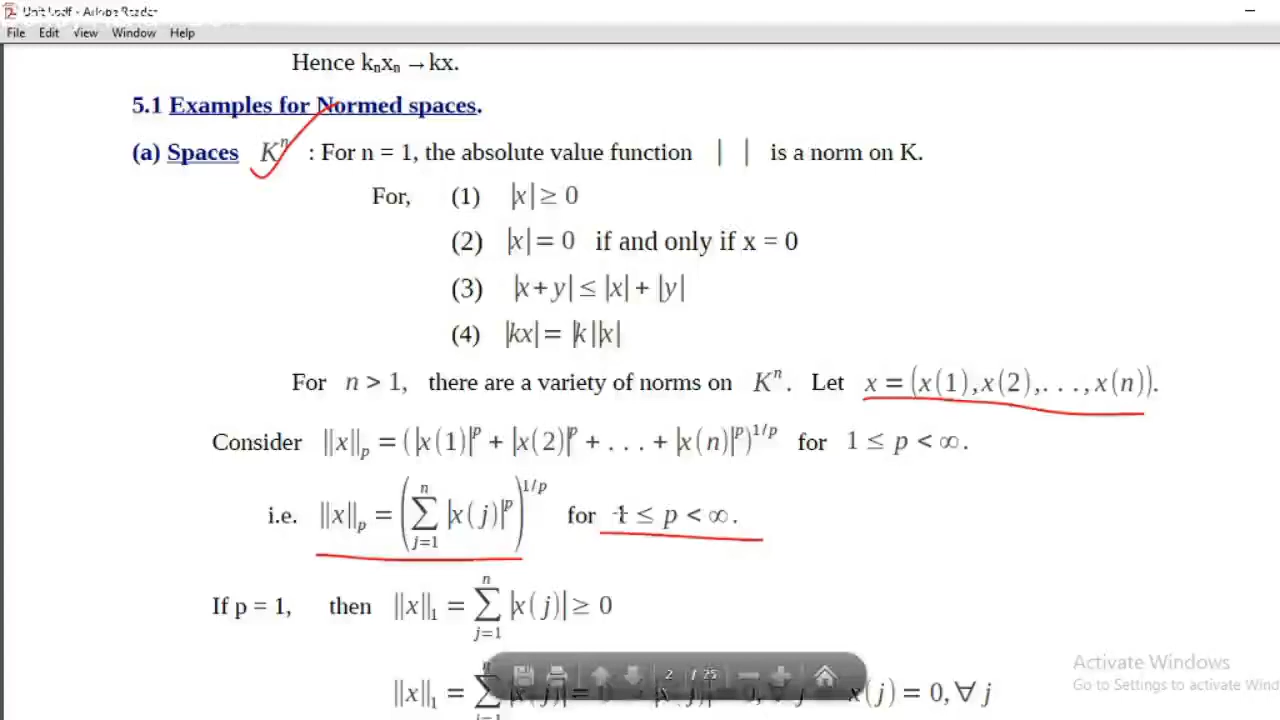 Unit I.pdf - Adobe Reader
File Edit View Window Help
Hence kₙxₙ → kx.
5.1 Examples for Normed spaces.
(a) Spaces Kⁿ : For n = 1, the absolute value function | | is a norm on K.
For, (1) |x| ≥ 0
(2) |x| = 0 if and only if x = 0
(3) |x+y| ≤ |x| + |y|
(4) |kx| = |k||x|
For n > 1, there are a variety of norms on Kⁿ. Let x = (x(1), x(2), . . . , x(n)).
Consider ||x||ₚ = (|x(1)|ᵖ + |x(2)|ᵖ + . . . + |x(n)|ᵖ)^1/p for 1 ≤ p < ∞.
i.e. ||x||ₚ = (∑_{j=1}^{n} |x(j)|ᵖ)^1/p for 1 ≤ p < ∞.
If p = 1, then ||x||₁ = ∑_{j=1}^{n} |x(j)| ≥ 0
2 / 25
||x||₁ = ∑_{j=1}^{n} x(j) = 0, ∀ j
Activate Windows
Go to Settings to activate Wind